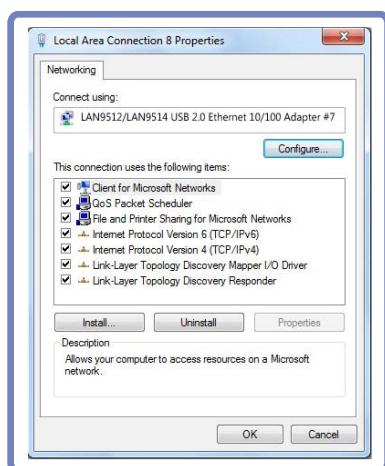 Local Area Connection 8 Properties
X
Networking
Connect using:
LAN9512/LAN9514 USB 2.0 Ethernet 10/100 Adapter #7
Configure...
This connection uses the following items:
Client for Microsoft Networks
QoS Packet Scheduler
File and Printer Sharing for Microsoft Networks
Internet Protocol Version 6 (TCP/IPv6)
Internet Protocol Version 4 (TCP/IPv4)
Link-Layer Topology Discovery Mapper I/O Driver
Link-Layer Topology Discovery Responder
Install... Uninstall Properties
Description
Allows your computer to access resources on a Microsoft
network.
OK Cancel